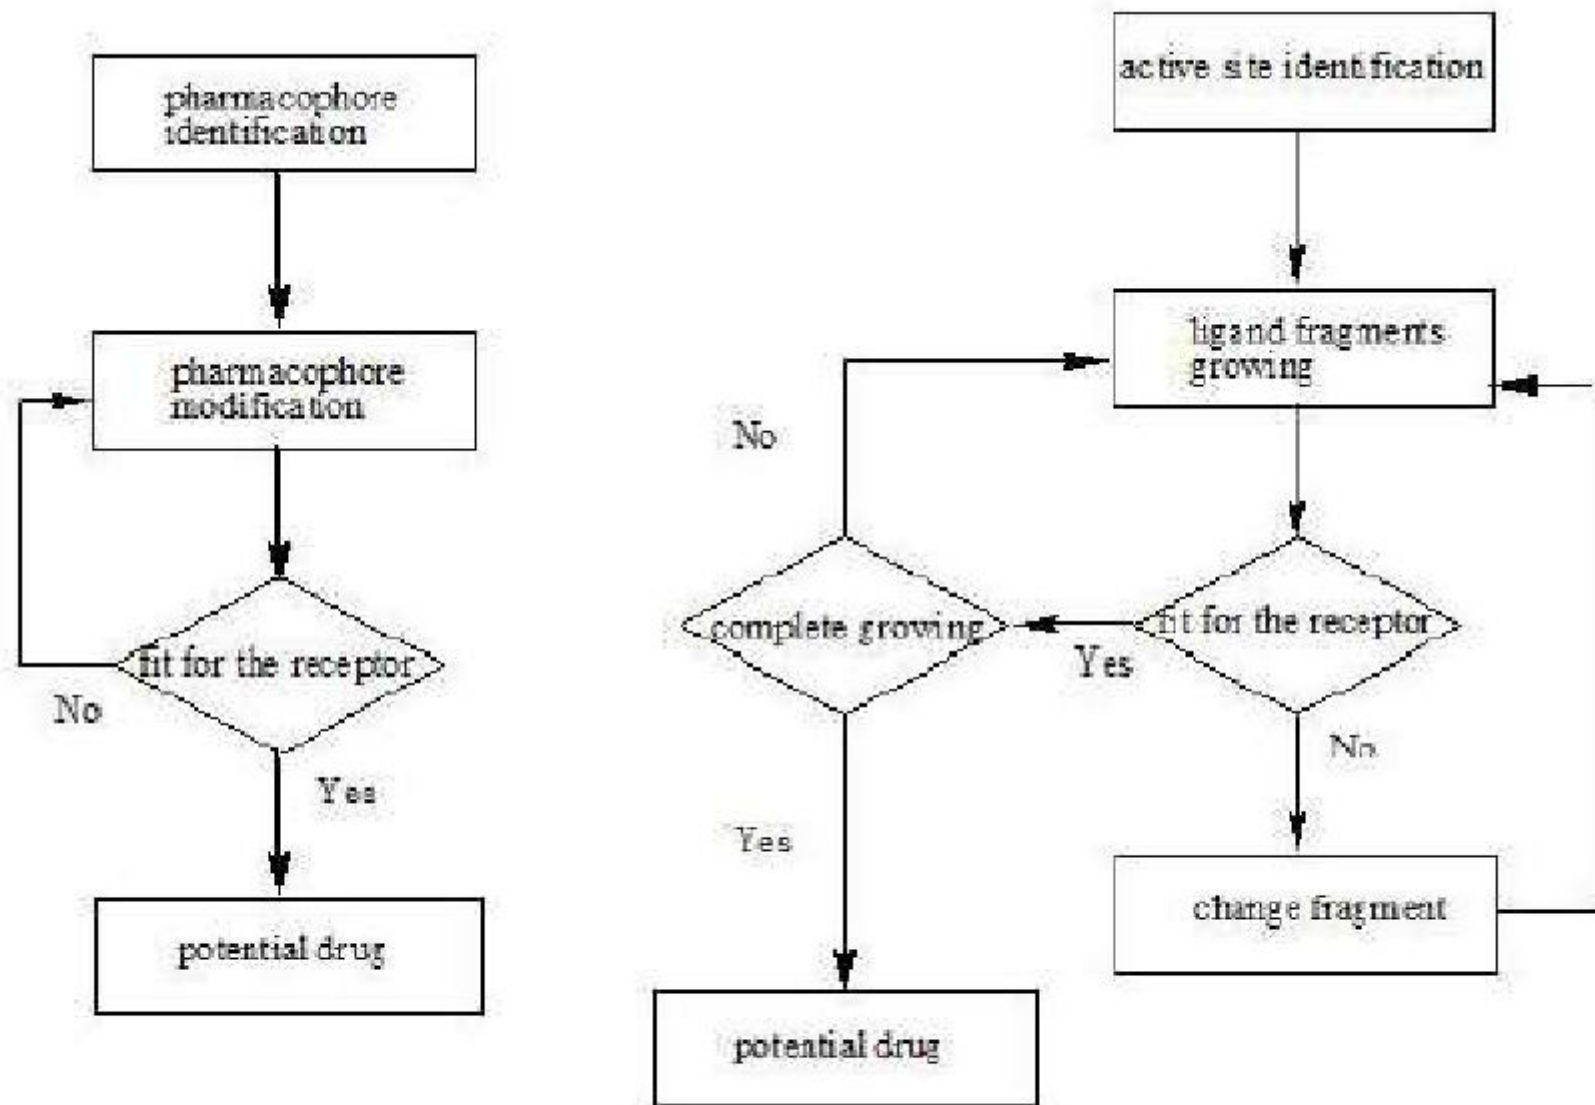 pharmacophore
identification
pharmacophore
modification
fit for the receptor
No
Yes
potential drug
active site identification
ligand fragments
growing
No
complete growing
fit for the receptor
Yes
No
Yes
change fragment
potential drug